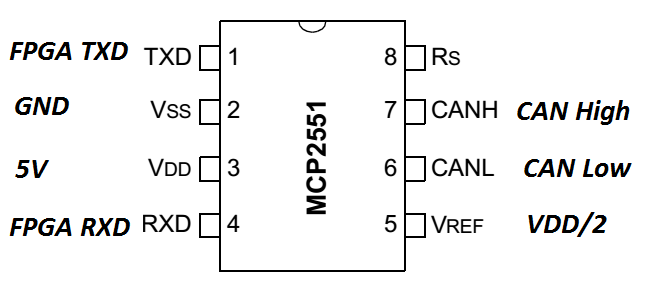 FPGA TXD TXD 1 8 RS
GND VSS 2 7 CANH CAN High
5V VDD 3 6 CANL CAN Low
FPGA RXD RXD 4 5 VREF VDD/2
MCP2551